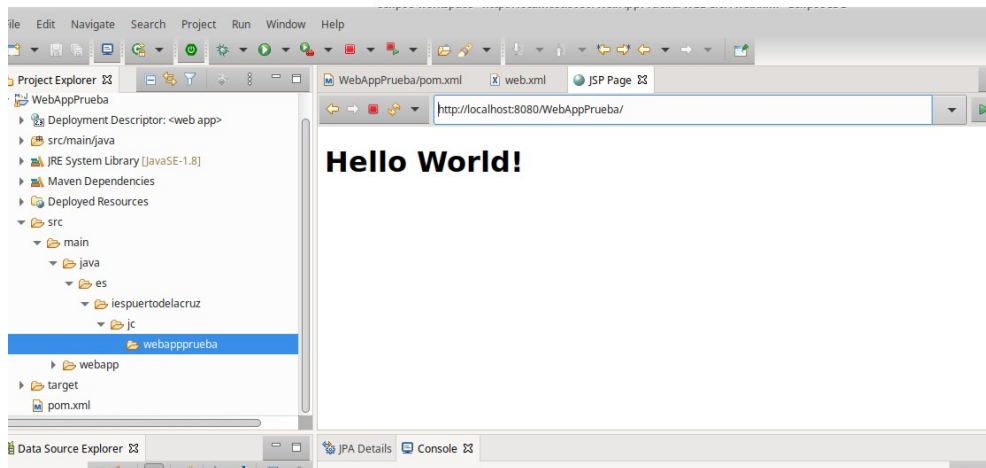 File Edit Navigate Search Project Run Window Help
Project Explorer
WebAppPrueba/pom.xml web.xml JSP Page
http://localhost:8080/WebAppPrueba/
WebAppPrueba
Deployment Descriptor: <web app>
src/main/java
JRE System Library [JavaSE-1.8]
Maven Dependencies
Deployed Resources
src
main
java
es
iespuertodelacruz
jc
webappprueba
webapp
target
pom.xml
Hello World!
Data Source Explorer
JPA Details Console